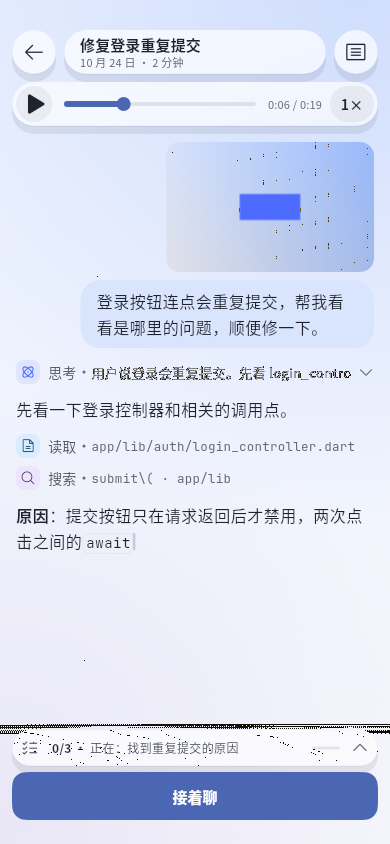 修复登录重复提交
10 月 24 日 · 2 分钟
0:06 / 0:19
1×
登录按钮连点会重复提交，帮我看
看是哪里的问题，顺便修一下。
思考 · 用户说登录会重复提交。先看 login_contro
先看一下登录控制器和相关的调用点。
读取 · app/lib/auth/login_controller.dart
搜索 · submit\( · app/lib
原因：提交按钮只在请求返回后才禁用，两次点
击之间的 await
0/3 · 正在：找到重复提交的原因
接着聊